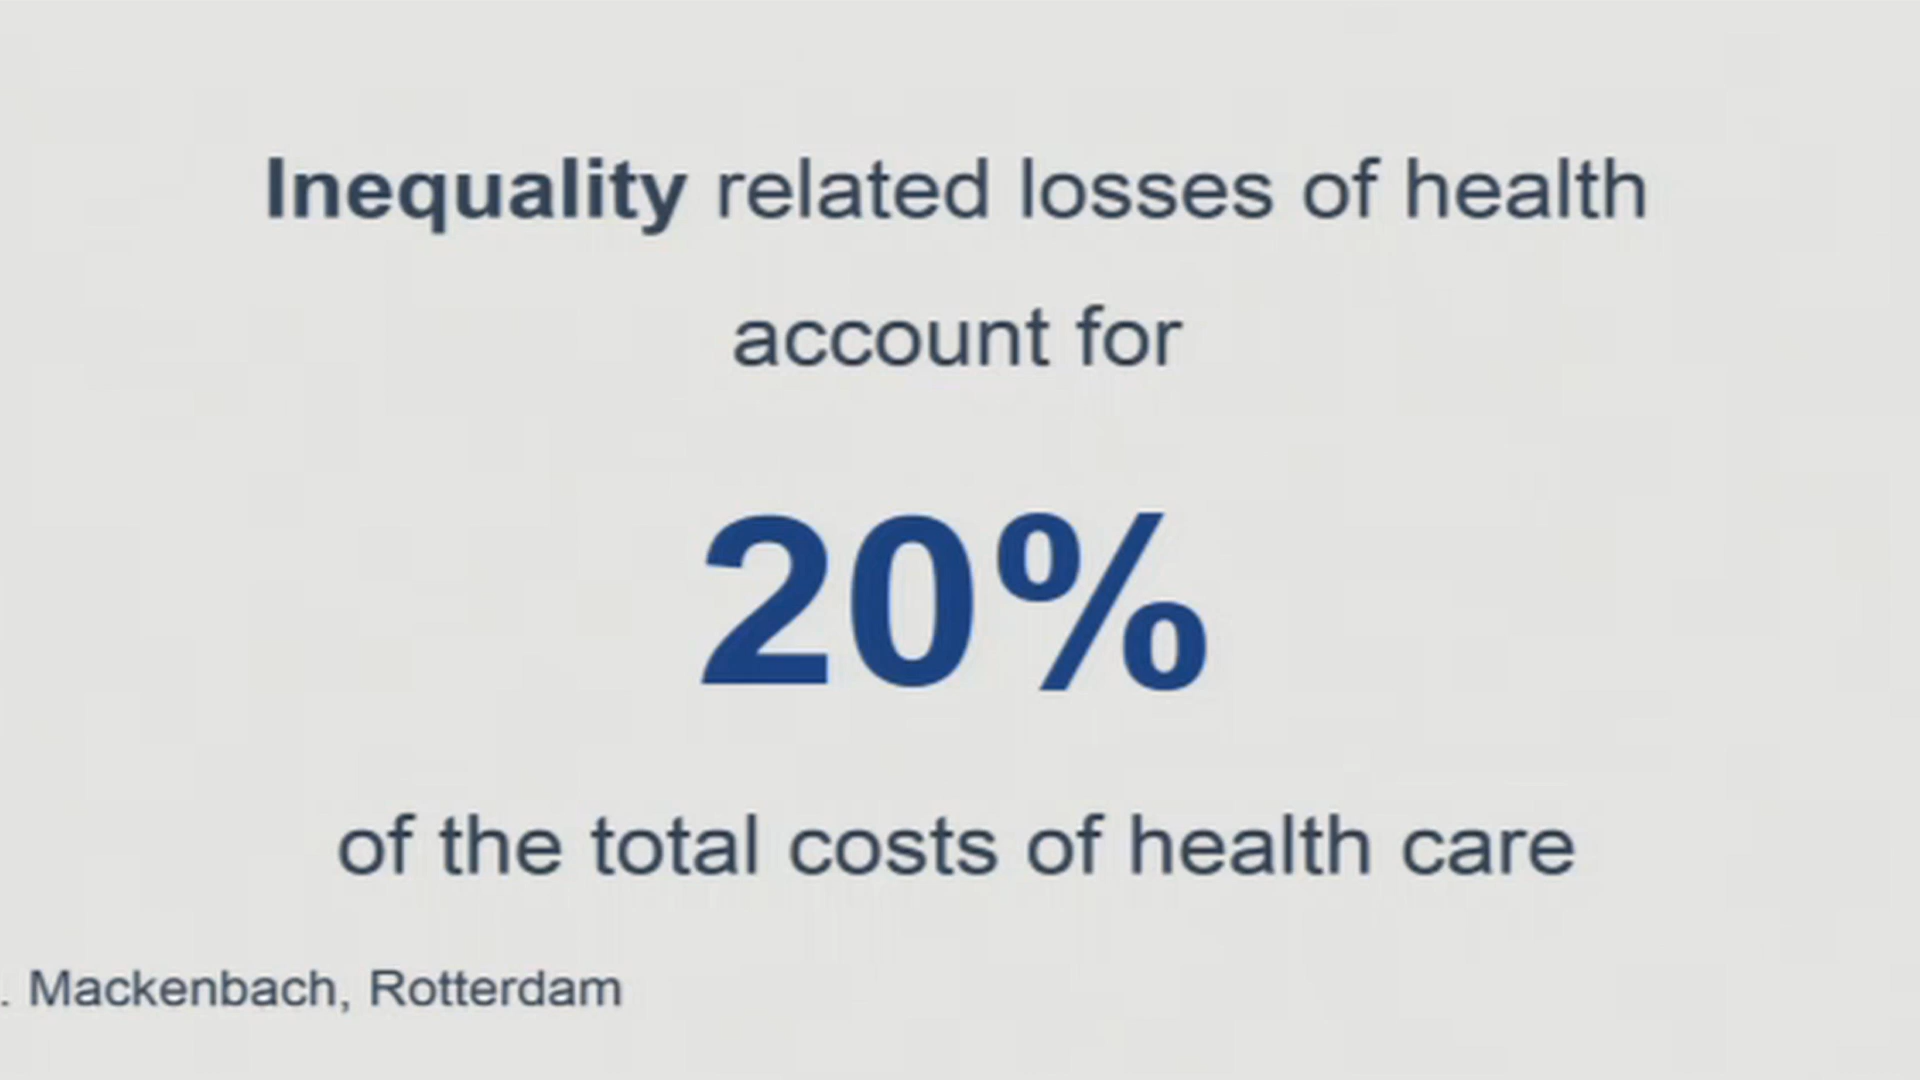 Inequality related losses of health
account for
20%
of the total costs of health care
. Mackenbach, Rotterdam